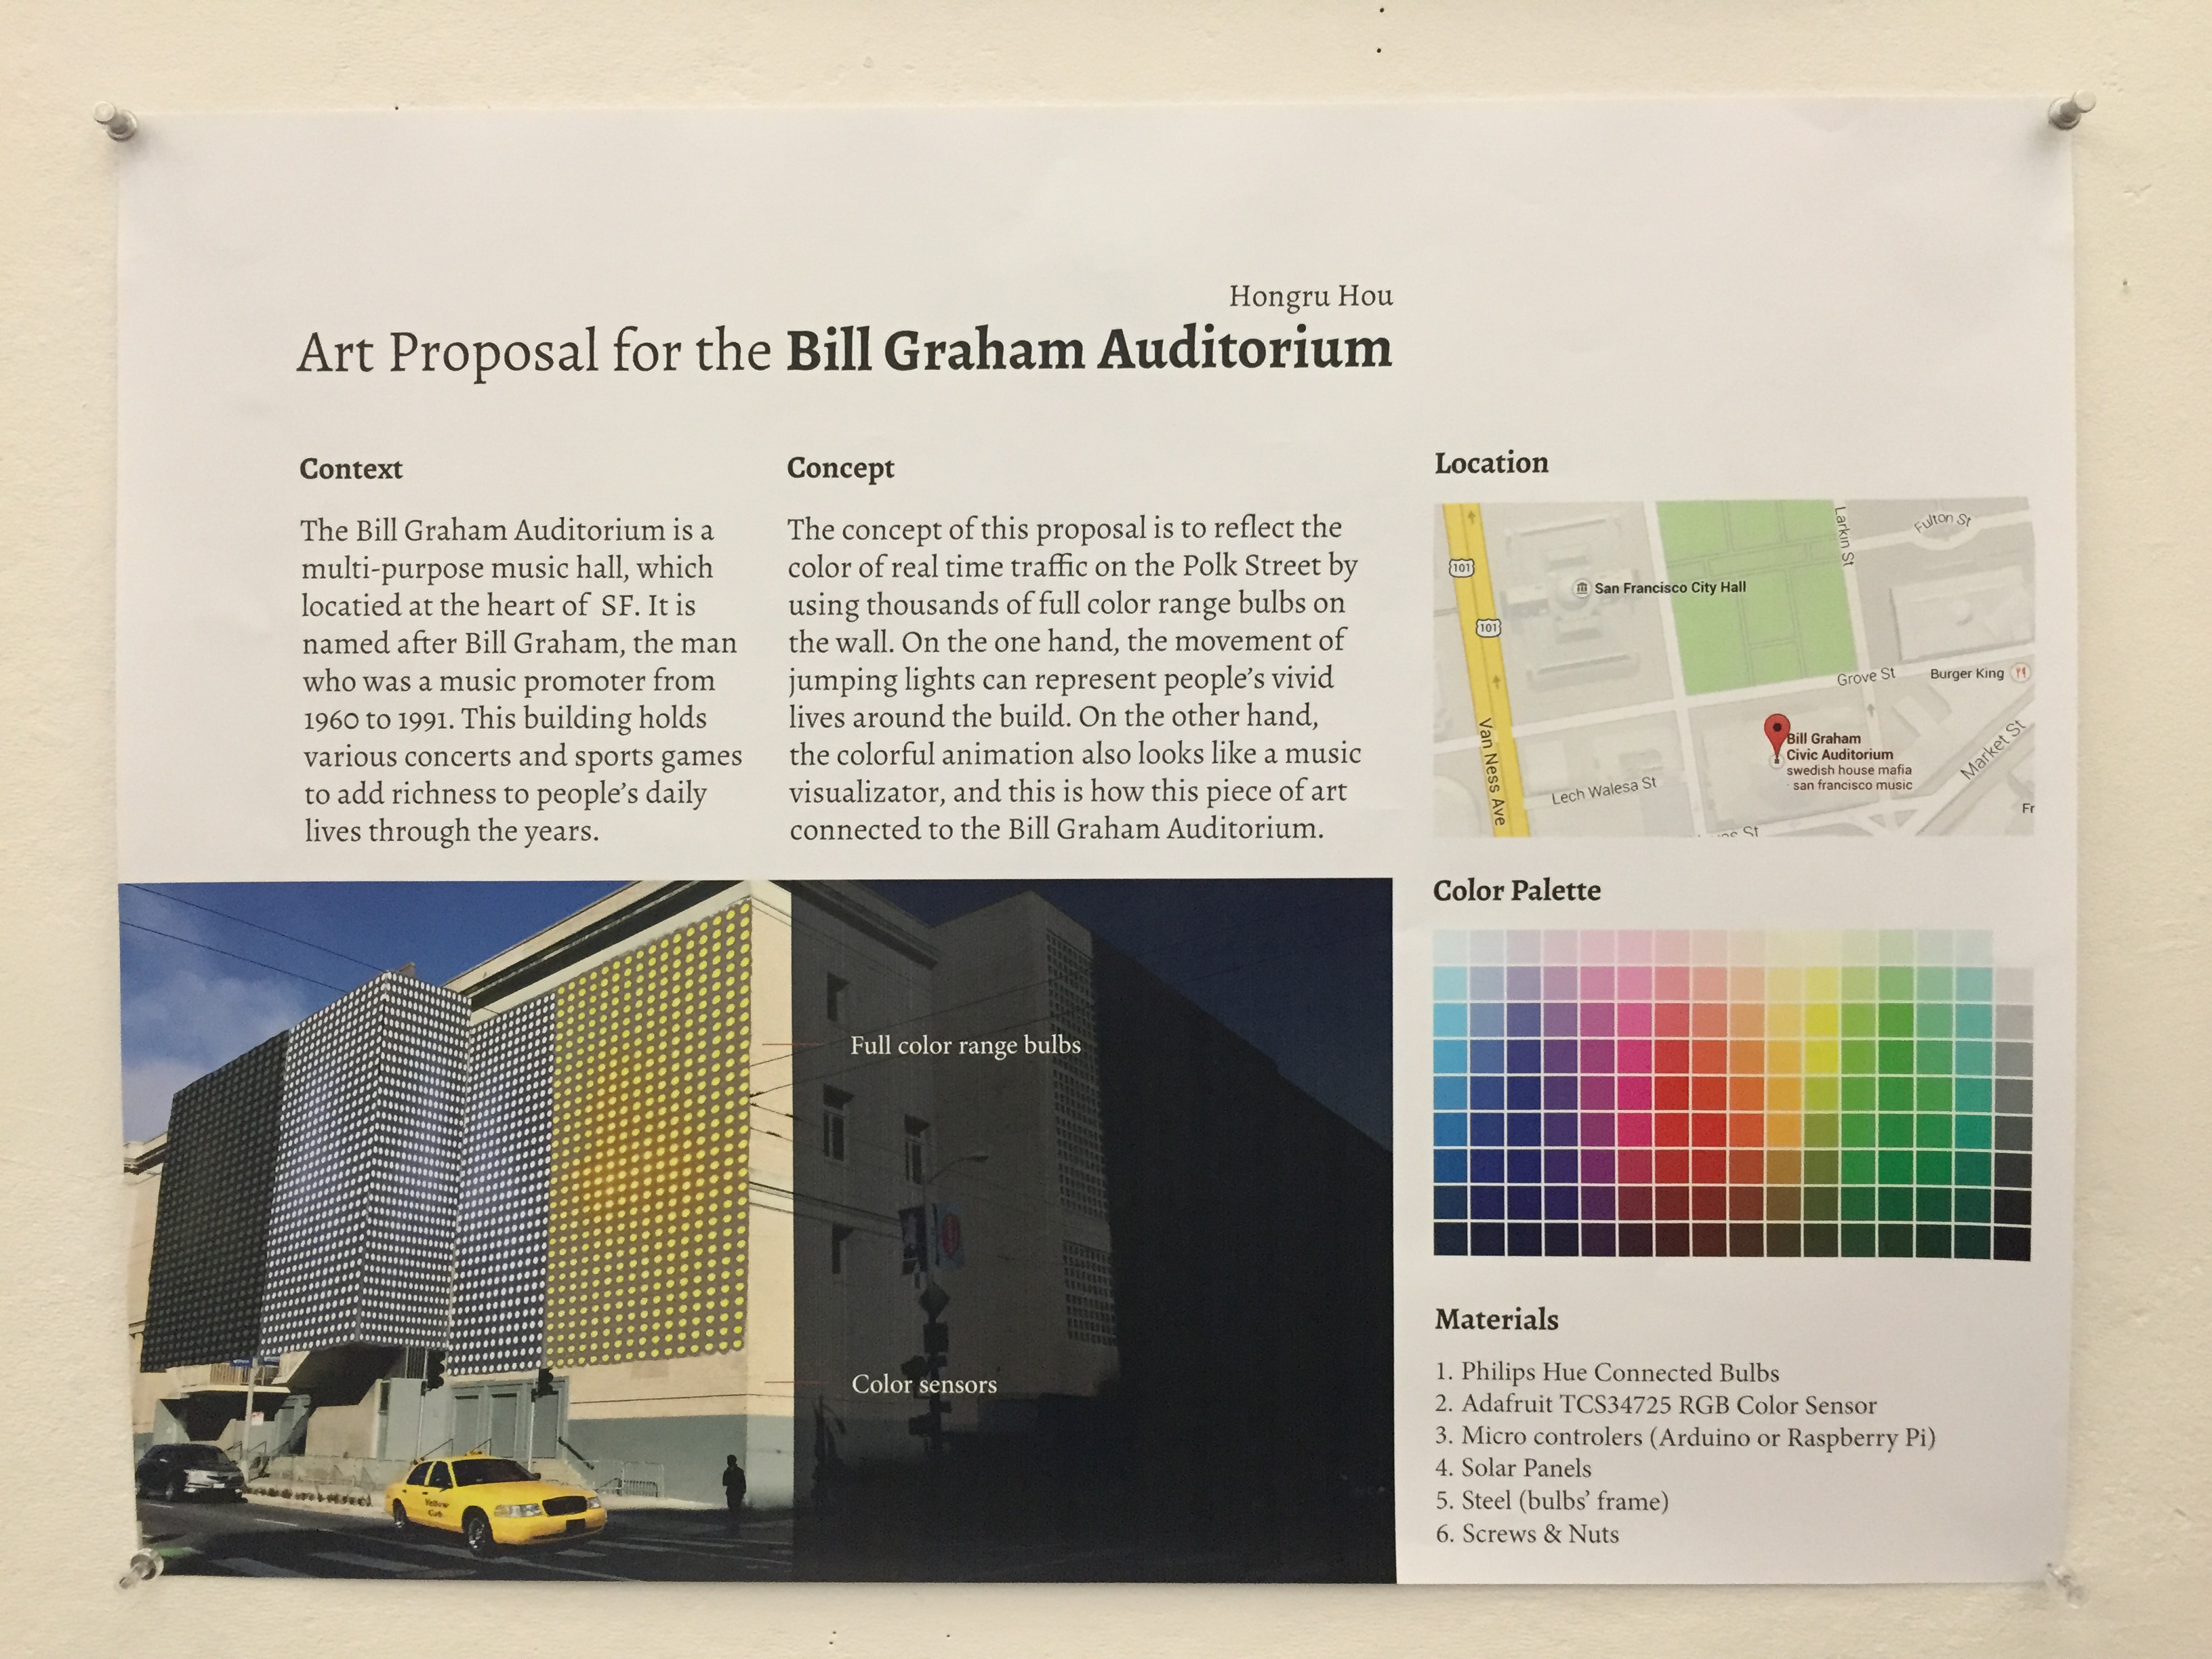 Hongru Hou
Art Proposal for the Bill Graham Auditorium
Context
The Bill Graham Auditorium is a
multi-purpose music hall, which
locatied at the heart of SF. It is
named after Bill Graham, the man
who was a music promoter from
1960 to 1991. This building holds
various concerts and sports games
to add richness to people's daily
lives through the years.
Concept
The concept of this proposal is to reflect the
color of real time traffic on the Polk Street by
using thousands of full color range bulbs on
the wall. On the one hand, the movement of
jumping lights can represent people's vivid
lives around the build. On the other hand,
the colorful animation also looks like a music
visualizator, and this is how this piece of art
connected to the Bill Graham Auditorium.
Location
101
101
San Francisco City Hall
Larkin St
Fulton St
Grove St
Burger King
Van Ness Ave
Lech Walesa St
Bill Graham
Civic Auditorium
swedish house mafia
san francisco music
Market St
Fr
St
Full color range bulbs
Color sensors
Yellow
Cab
Color Palette
Materials
1. Philips Hue Connected Bulbs
2. Adafruit TCS34725 RGB Color Sensor
3. Micro controlers (Arduino or Raspberry Pi)
4. Solar Panels
5. Steel (bulbs' frame)
6. Screws & Nuts